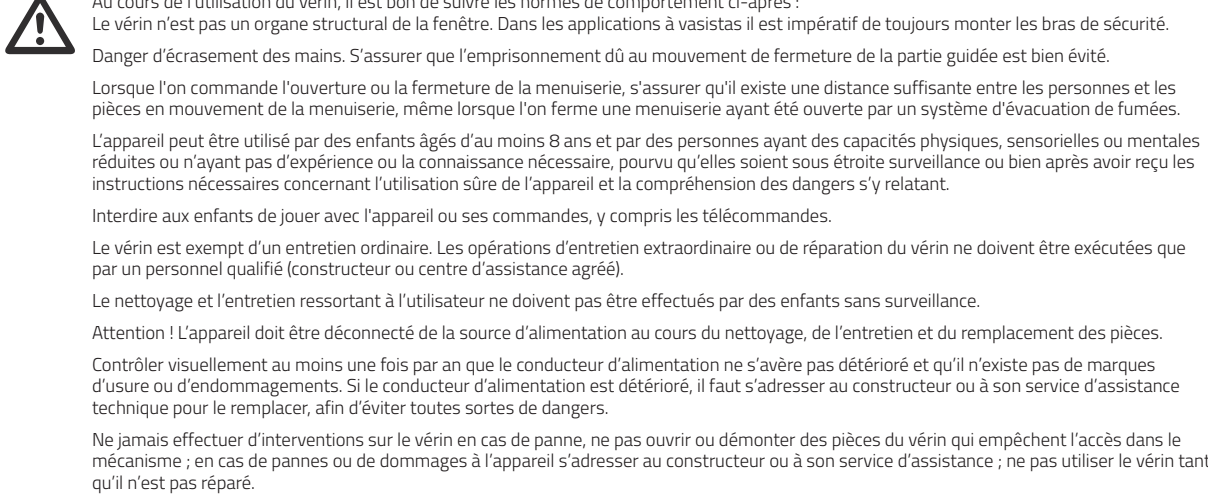 Au cours de l'utilisation du vérin, il est bon de suivre les normes de comportement ci-après :
Le vérin n’est pas un organe structural de la fenêtre. Dans les applications à vasistas il est impératif de toujours monter les bras de sécurité.
Danger d’écrasement des mains. S’assurer que l’emprisonnement dû au mouvement de fermeture de la partie guidée est bien évité.
Lorsque l'on commande l'ouverture ou la fermeture de la menuiserie, s'assurer qu'il existe une distance suffisante entre les personnes et les
pièces en mouvement de la menuiserie, même lorsque l'on ferme une menuiserie ayant été ouverte par un système d'évacuation de fumées.
L’appareil peut être utilisé par des enfants âgés d’au moins 8 ans et par des personnes ayant des capacités physiques, sensorielles ou mentales
réduites ou n’ayant pas d’expérience ou la connaissance nécessaire, pourvu qu’elles soient sous étroite surveillance ou bien après avoir reçu les
instructions nécessaires concernant l’utilisation sûre de l’appareil et la compréhension des dangers s’y relatant.
Interdire aux enfants de jouer avec l'appareil ou ses commandes, y compris les télécommandes.
Le vérin est exempt d’un entretien ordinaire. Les opérations d’entretien extraordinaire ou de réparation du vérin ne doivent être exécutées que
par un personnel qualifié (constructeur ou centre d’assistance agréé).
Le nettoyage et l’entretien ressortant à l’utilisateur ne doivent pas être effectués par des enfants sans surveillance.
Attention ! L’appareil doit être déconnecté de la source d’alimentation au cours du nettoyage, de l’entretien et du remplacement des pièces.
Contrôler visuellement au moins une fois par an que le conducteur d’alimentation ne s’avère pas détérioré et qu’il n’existe pas de marques
d’usure ou d’endommagements. Si le conducteur d’alimentation est détérioré, il faut s’adresser au constructeur ou à son service d’assistance
technique pour le remplacer, afin d’éviter toutes sortes de dangers.
Ne jamais effectuer d’interventions sur le vérin en cas de panne, ne pas ouvrir ou démonter des pièces du vérin qui empêchent l’accès dans le
mécanisme ; en cas de pannes ou de dommages à l’appareil s’adresser au constructeur ou à son service d’assistance ; ne pas utiliser le vérin tant
qu’il n’est pas réparé.